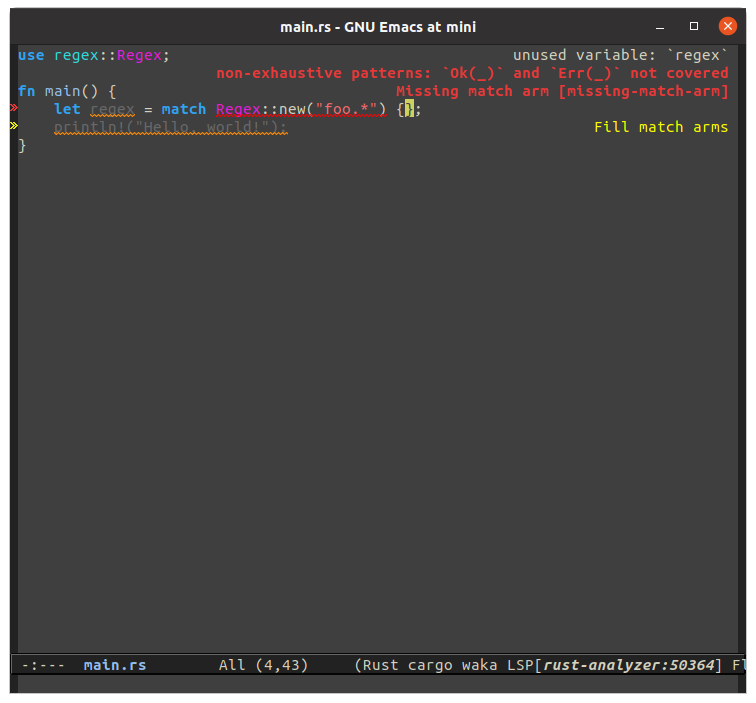 main.rs - GNU Emacs at mini
use regex::Regex; unused variable: `regex`
non-exhaustive patterns: `Ok(_)` and `Err(_)` not covered
fn main() { Missing match arm [missing-match-arm]
let regex = match Regex::new("foo.*") {};
println!("Hello, world!"); Fill match arms
}
-:--- main.rs All (4,43) (Rust cargo waka LSP[rust-analyzer:50364] Fl